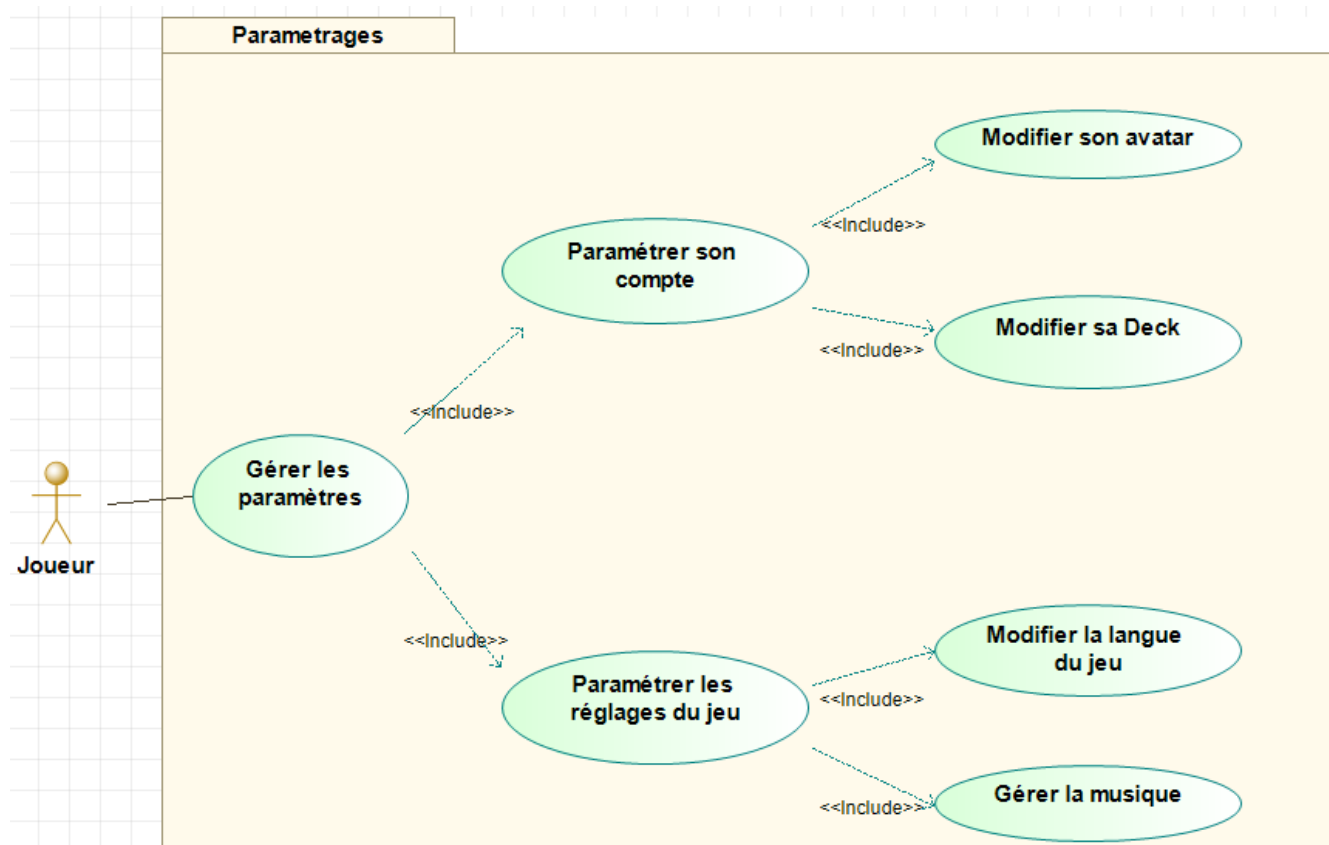 Parametrages
Modifier son avatar
<<Include>>
Paramétrer son
compte
Modifier sa Deck
<<Include>>
<<Include>>
Gérer les
paramètres
Joueur
<<Include>>
Modifier la langue
du jeu
Paramétrer les
réglages du jeu
<<Include>>
Gérer la musique
<<Include>>